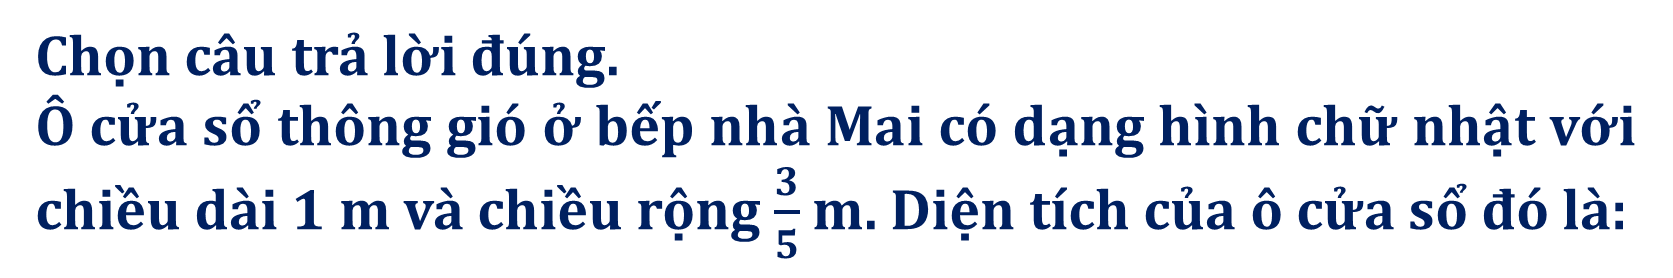 Chọn câu trả lời đúng.
Ô cửa sổ thông gió ở bếp nhà Mai có dạng hình chữ nhật với
chiều dài 1 m và chiều rộng 3/5 m. Diện tích của ô cửa sổ đó là: